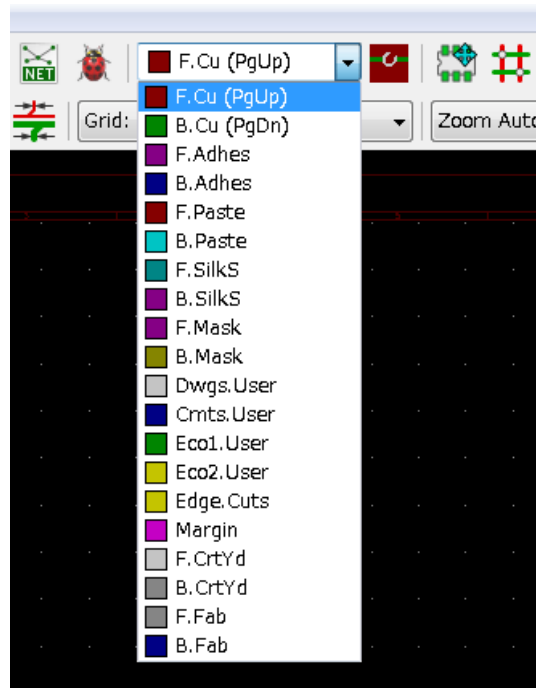 NET
F.Cu (PgUp)
Grid:
Zoom Auto
F.Cu (PgUp)
B.Cu (PgDn)
F.Adhes
B.Adhes
F.Paste
B.Paste
F.SilkS
B.SilkS
F.Mask
B.Mask
Dwgs.User
Cmts.User
Eco1.User
Eco2.User
Edge.Cuts
Margin
F.CrtYd
B.CrtYd
F.Fab
B.Fab